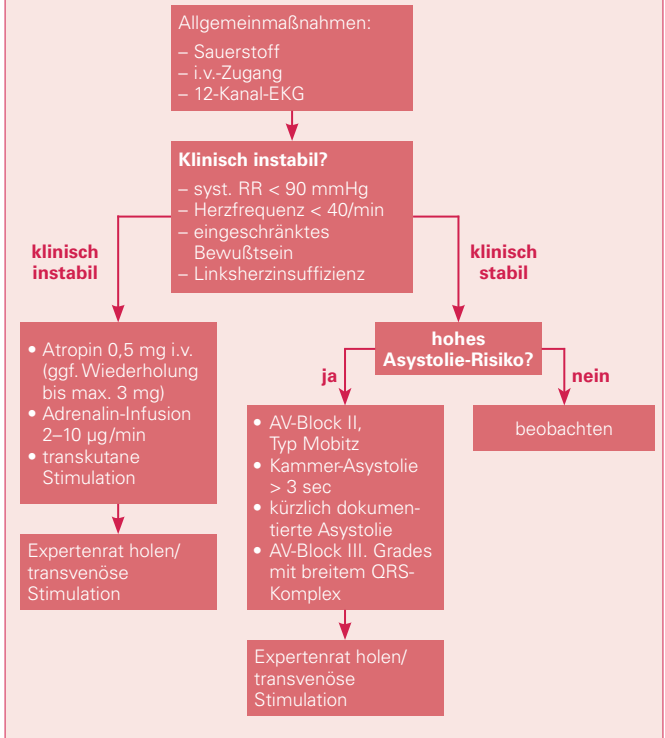 Allgemeinmaßnahmen:
– Sauerstoff
– i.v.-Zugang
– 12-Kanal-EKG
Klinisch instabil?
– syst. RR < 90 mmHg
– Herzfrequenz < 40/min
– eingeschränktes
Bewußtsein
– Linksherzinsuffizienz
klinisch
instabil
klinisch
stabil
• Atropin 0,5 mg i.v.
(ggf. Wiederholung
bis max. 3 mg)
• Adrenalin-Infusion
2–10 µg/min
• transkutane
Stimulation
Expertenrat holen/
transvenöse
Stimulation
hohes
Asystolie-Risiko?
ja
nein
• AV-Block II,
Typ Mobitz
• Kammer-Asystolie
> 3 sec
• kürzlich dokumen-
tierte Asystolie
• AV-Block III. Grades
mit breitem QRS-
Komplex
beobachten
Expertenrat holen/
transvenöse
Stimulation